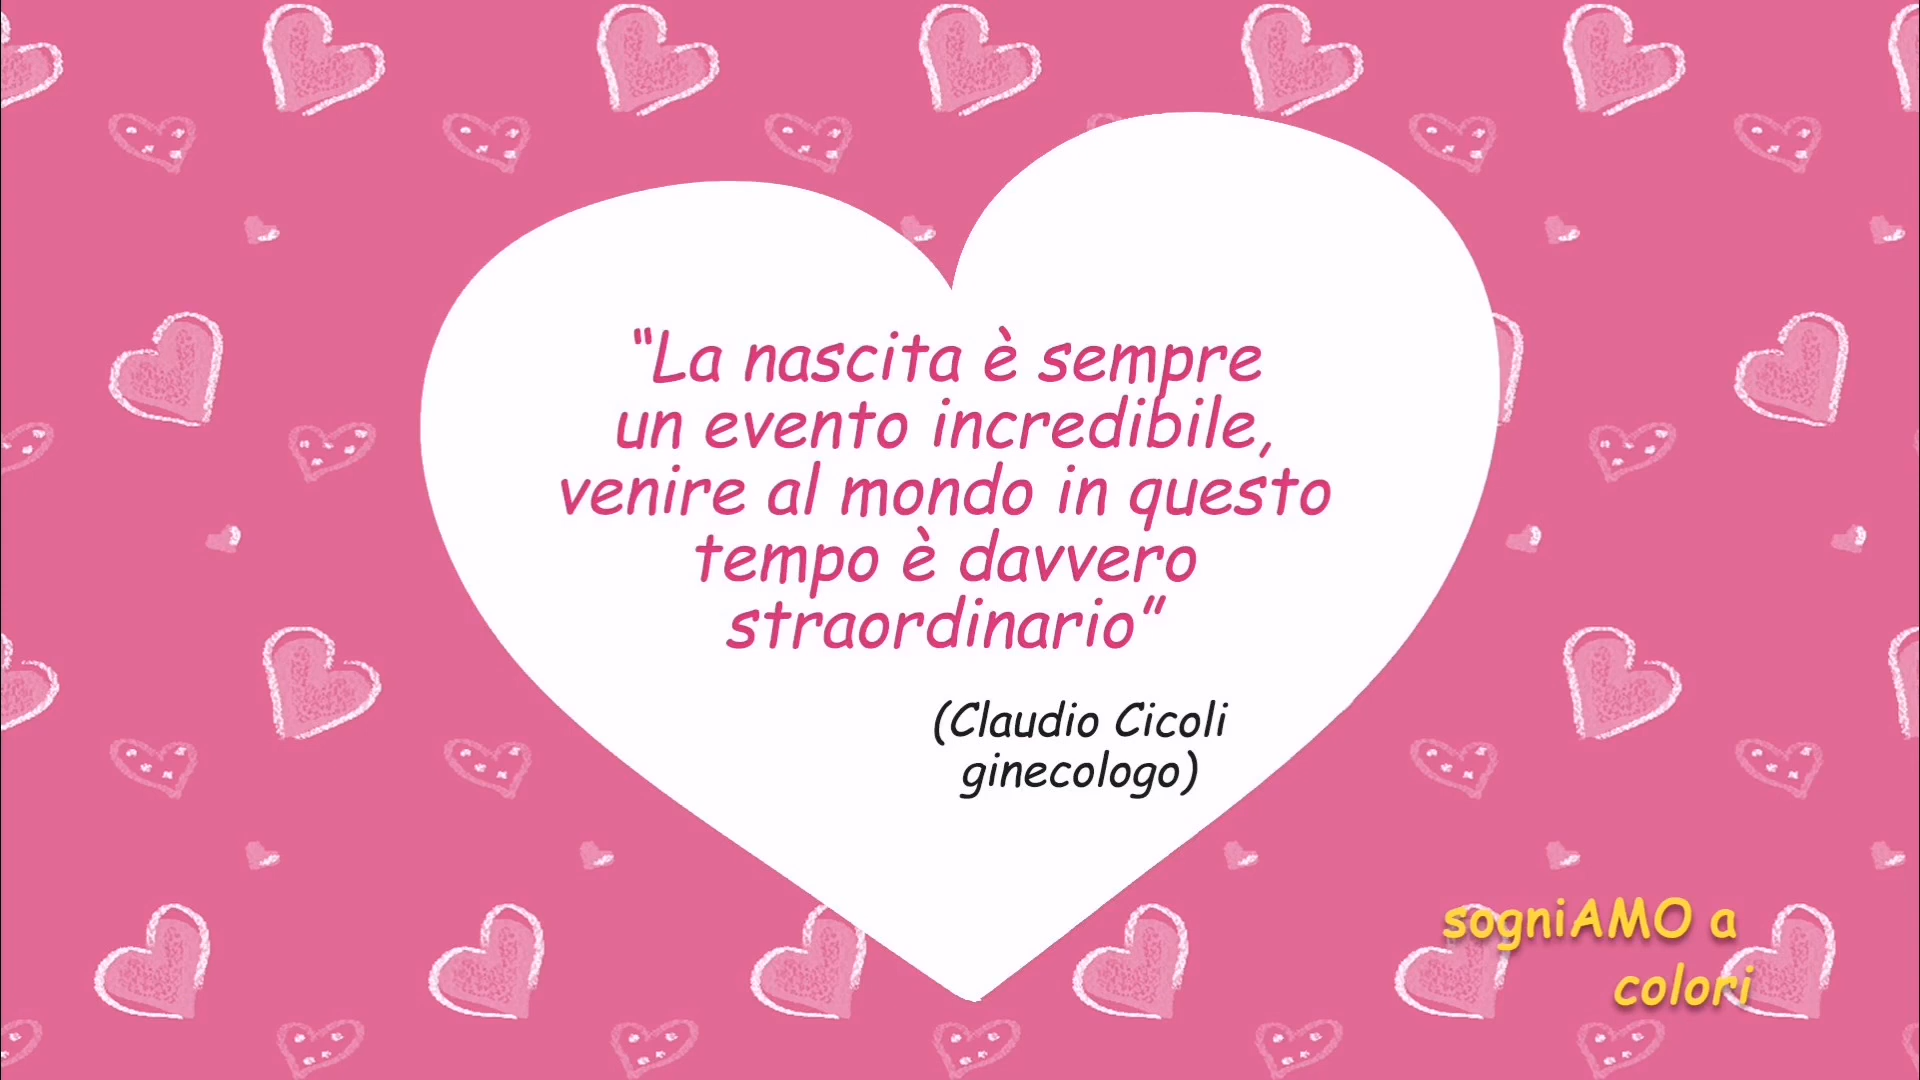 “La nascita è sempre
un evento incredibile,
venire al mondo in questo
tempo è davvero
straordinario”
(Claudio Cicoli
ginecologo)
sogniAMO a
colori